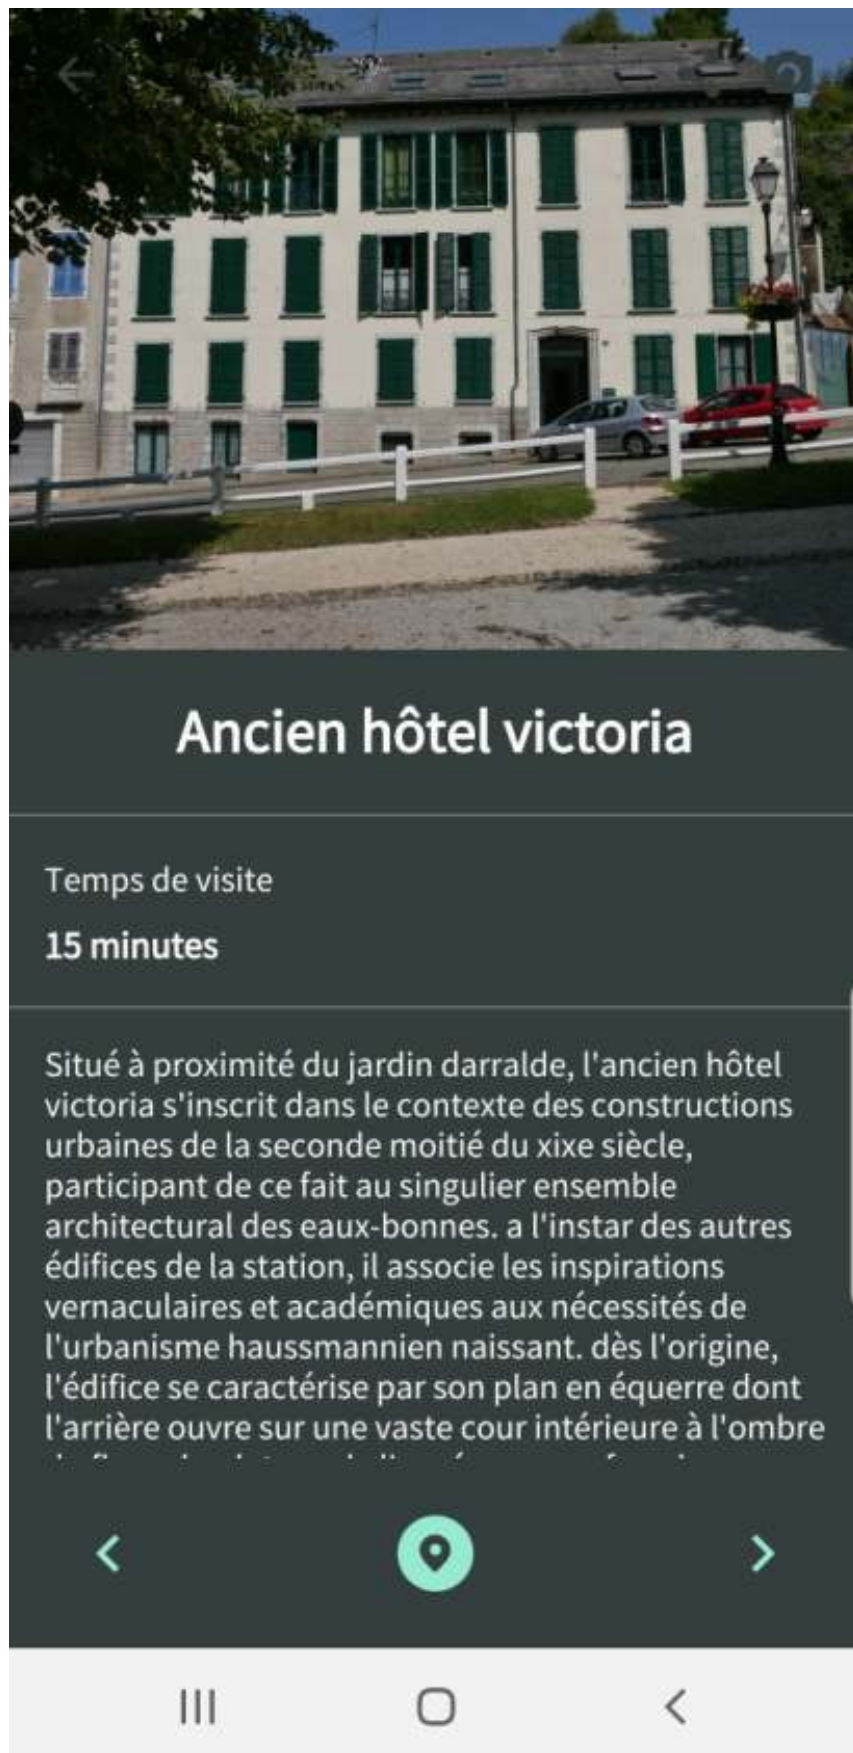 Ancien hôtel victoria
Temps de visite
15 minutes
Situé à proximité du jardin darralde, l'ancien hôtel
victoria s'inscrit dans le contexte des constructions
urbaines de la seconde moitié du xixe siècle,
participant de ce fait au singulier ensemble
architectural des eaux-bonnes. a l'instar des autres
édifices de la station, il associe les inspirations
vernaculaires et académiques aux nécessités de
l'urbanisme haussmannien naissant. dès l'origine,
l'édifice se caractérise par son plan en équerre dont
l'arrière ouvre sur une vaste cour intérieure à l'ombre